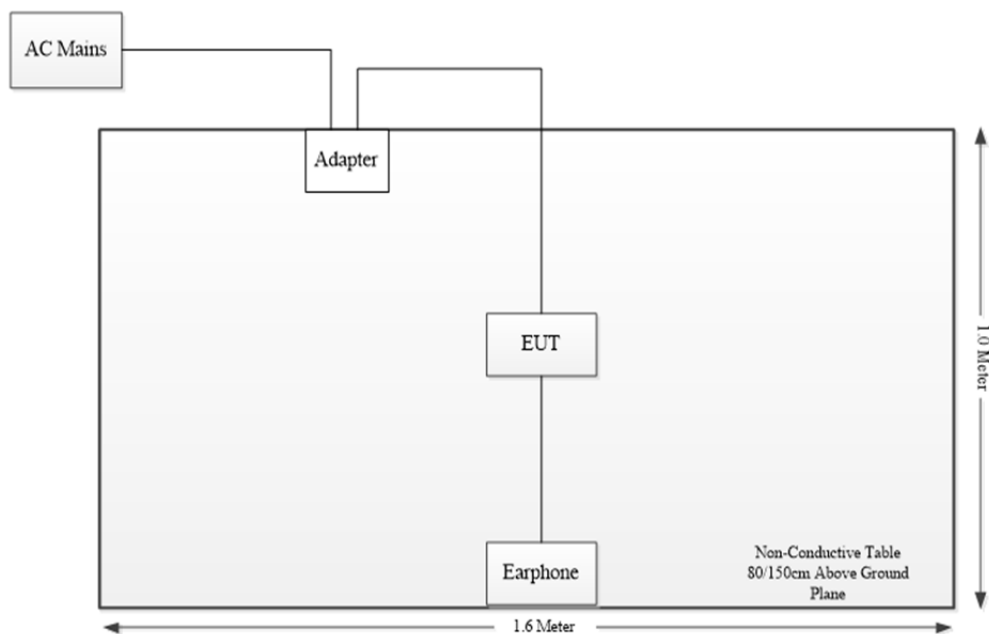 AC Mains
Adapter
EUT
1.0 Meter
Earphone
Non-Conductive Table
80/150cm Above Ground
Plane
1.6 Meter